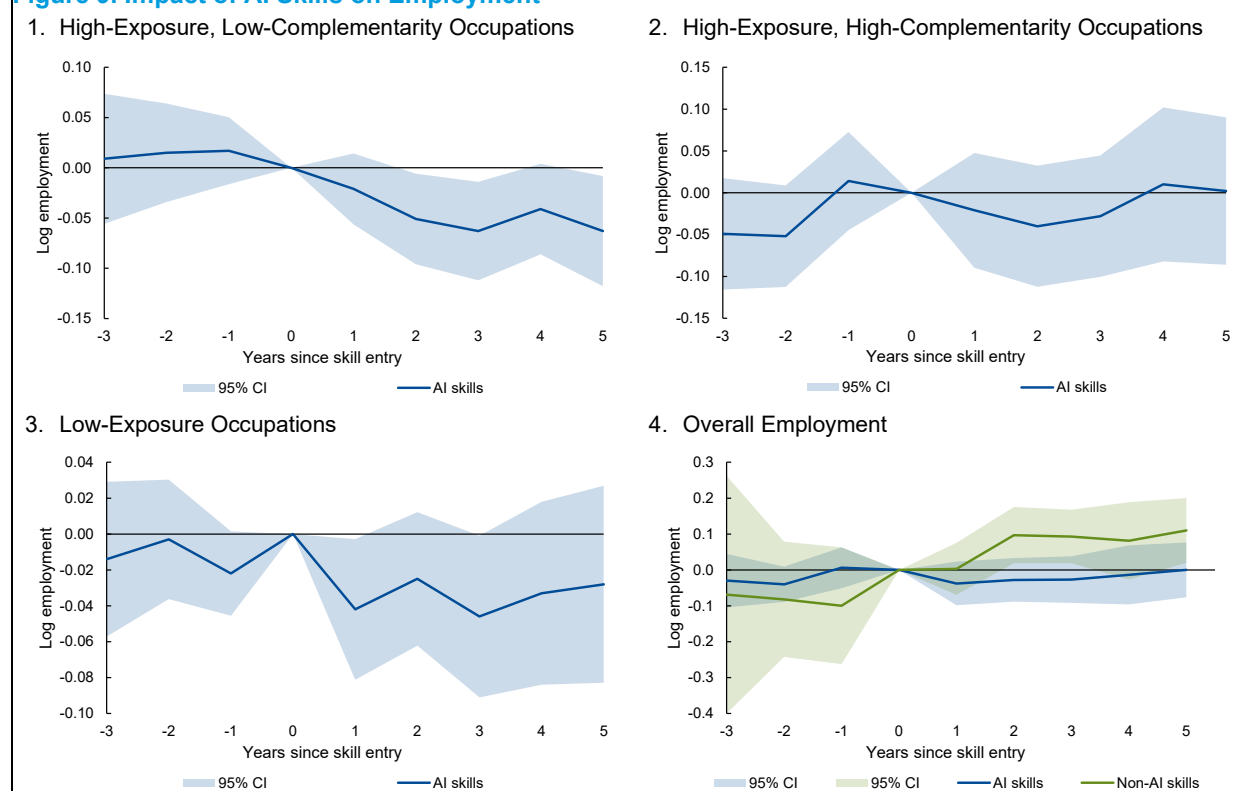 Figure 9. Impact of AI Skills on Employment
1. High-Exposure, Low-Complementarity Occupations
0.10
0.05
0.00
-0.05
-0.10
-0.15
Log employment
-3 -2 -1 0 1 2 3 4 5
Years since skill entry
95% CI AI skills
2. High-Exposure, High-Complementarity Occupations
0.15
0.10
0.05
0.00
-0.05
-0.10
-0.15
Log employment
-3 -2 -1 0 1 2 3 4 5
Years since skill entry
95% CI AI skills
3. Low-Exposure Occupations
0.04
0.02
0.00
-0.02
-0.04
-0.06
-0.08
-0.10
Log employment
-3 -2 -1 0 1 2 3 4 5
Years since skill entry
95% CI AI skills
4. Overall Employment
0.3
0.2
0.1
0.0
-0.1
-0.2
-0.3
-0.4
Log employment
-3 -2 -1 0 1 2 3 4 5
Years since skill entry
95% CI 95% CI AI skills Non-AI skills